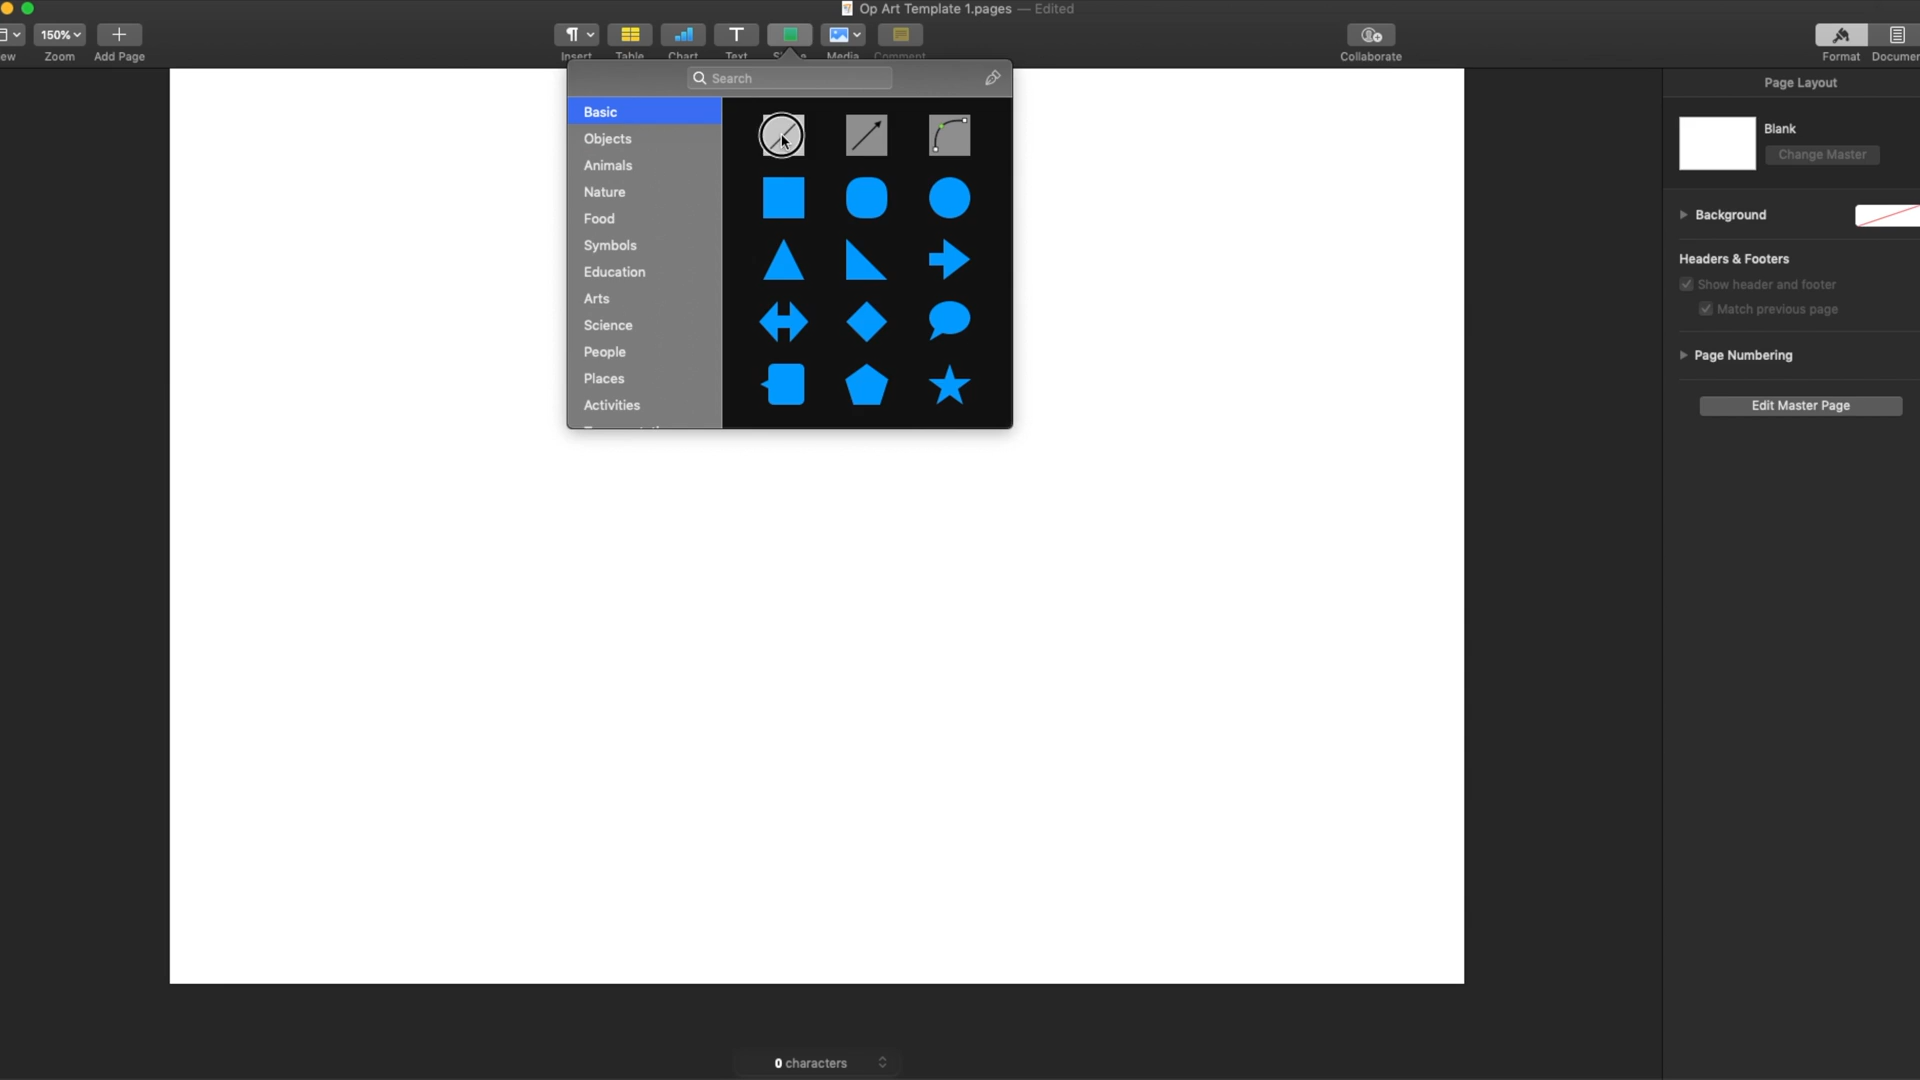 Op Art Template 1.pages — Edited
150%
ew Zoom Add Page
Insert Table Chart Text Media Comment
Collaborate
Format Documen
Search
Basic
Objects
Animals
Nature
Food
Symbols
Education
Arts
Science
People
Places
Activities
Page Layout
Blank
Change Master
Background
Headers & Footers
Show header and footer
Match previous page
Page Numbering
Edit Master Page
0 characters